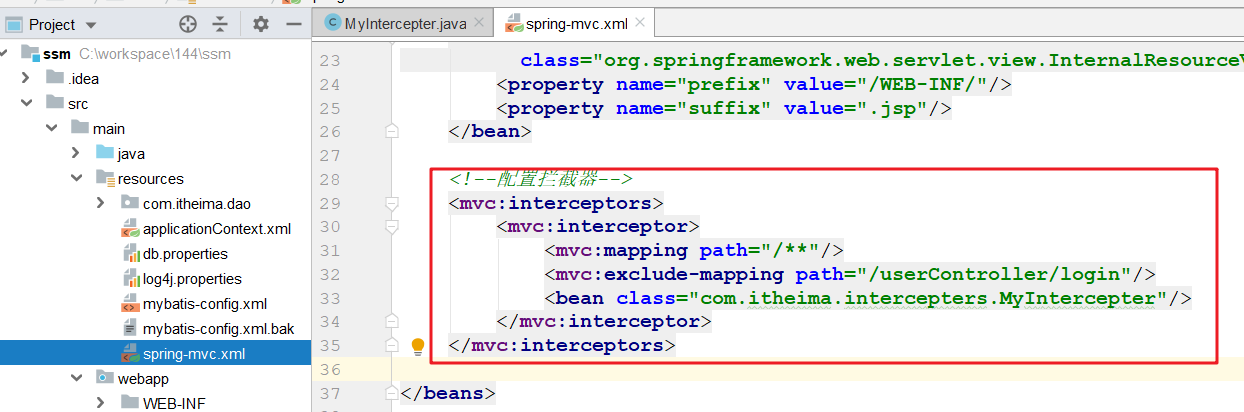 Project
MyIntercepter.java
spring-mvc.xml
ssm C:\workspace\144\ssm
.idea
src
main
java
resources
com.itheima.dao
applicationContext.xml
db.properties
log4j.properties
mybatis-config.xml
mybatis-config.xml.bak
spring-mvc.xml
webapp
WEB-INF
23 class="org.springframework.web.servlet.view.InternalResourceV
24 <property name="prefix" value="/WEB-INF/"/>
25 <property name="suffix" value=".jsp"/>
26 </bean>
27
28 <!--配置拦截器-->
29 <mvc:interceptors>
30 <mvc:interceptor>
31 <mvc:mapping path="/**"/>
32 <mvc:exclude-mapping path="/userController/login"/>
33 <bean class="com.itheima.intercepters.MyIntercepter"/>
34 </mvc:interceptor>
35 </mvc:interceptors>
36
37 </beans>